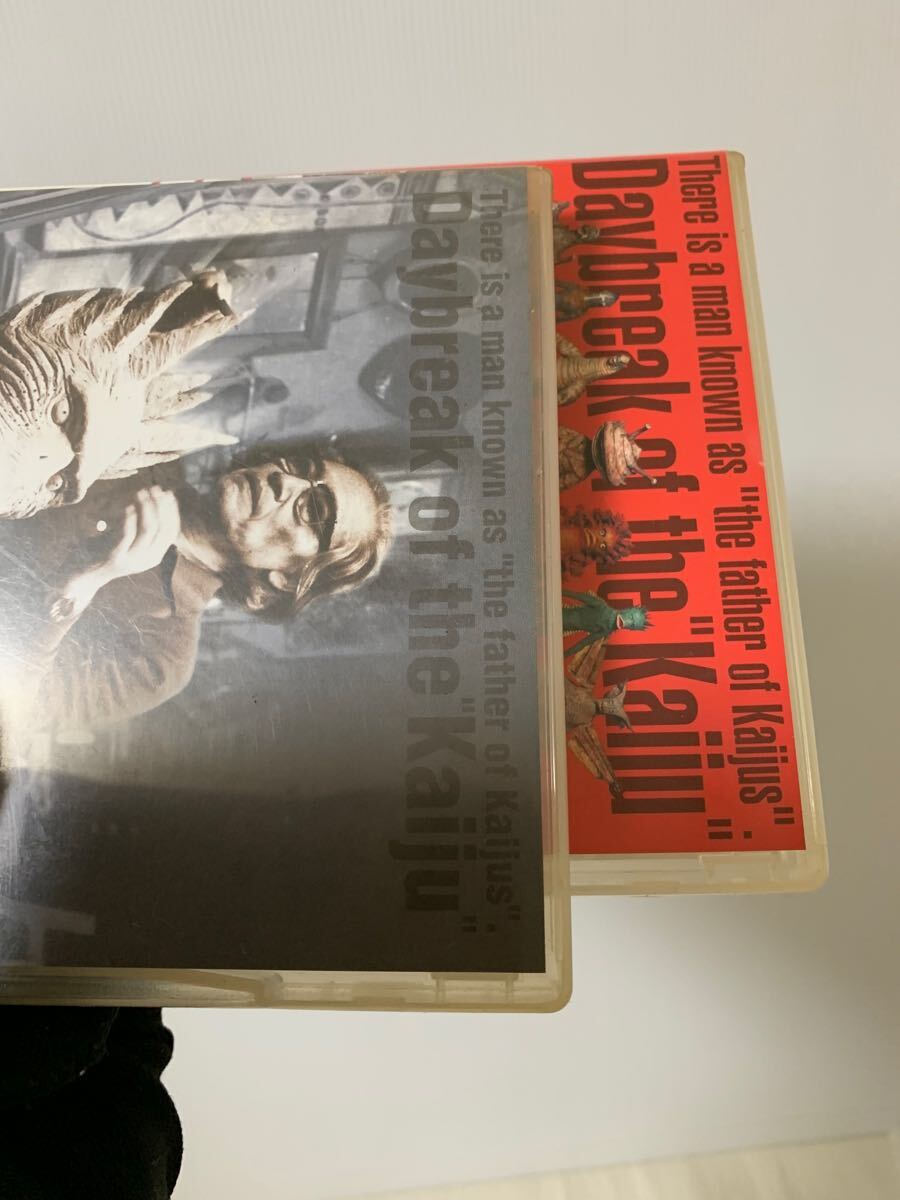 There is a man known as "the father of Kaijus".
Daybreak of the "Kaiju"
There is a man known as "the father of Kaijus".
Daybreak of the "Kaiju"